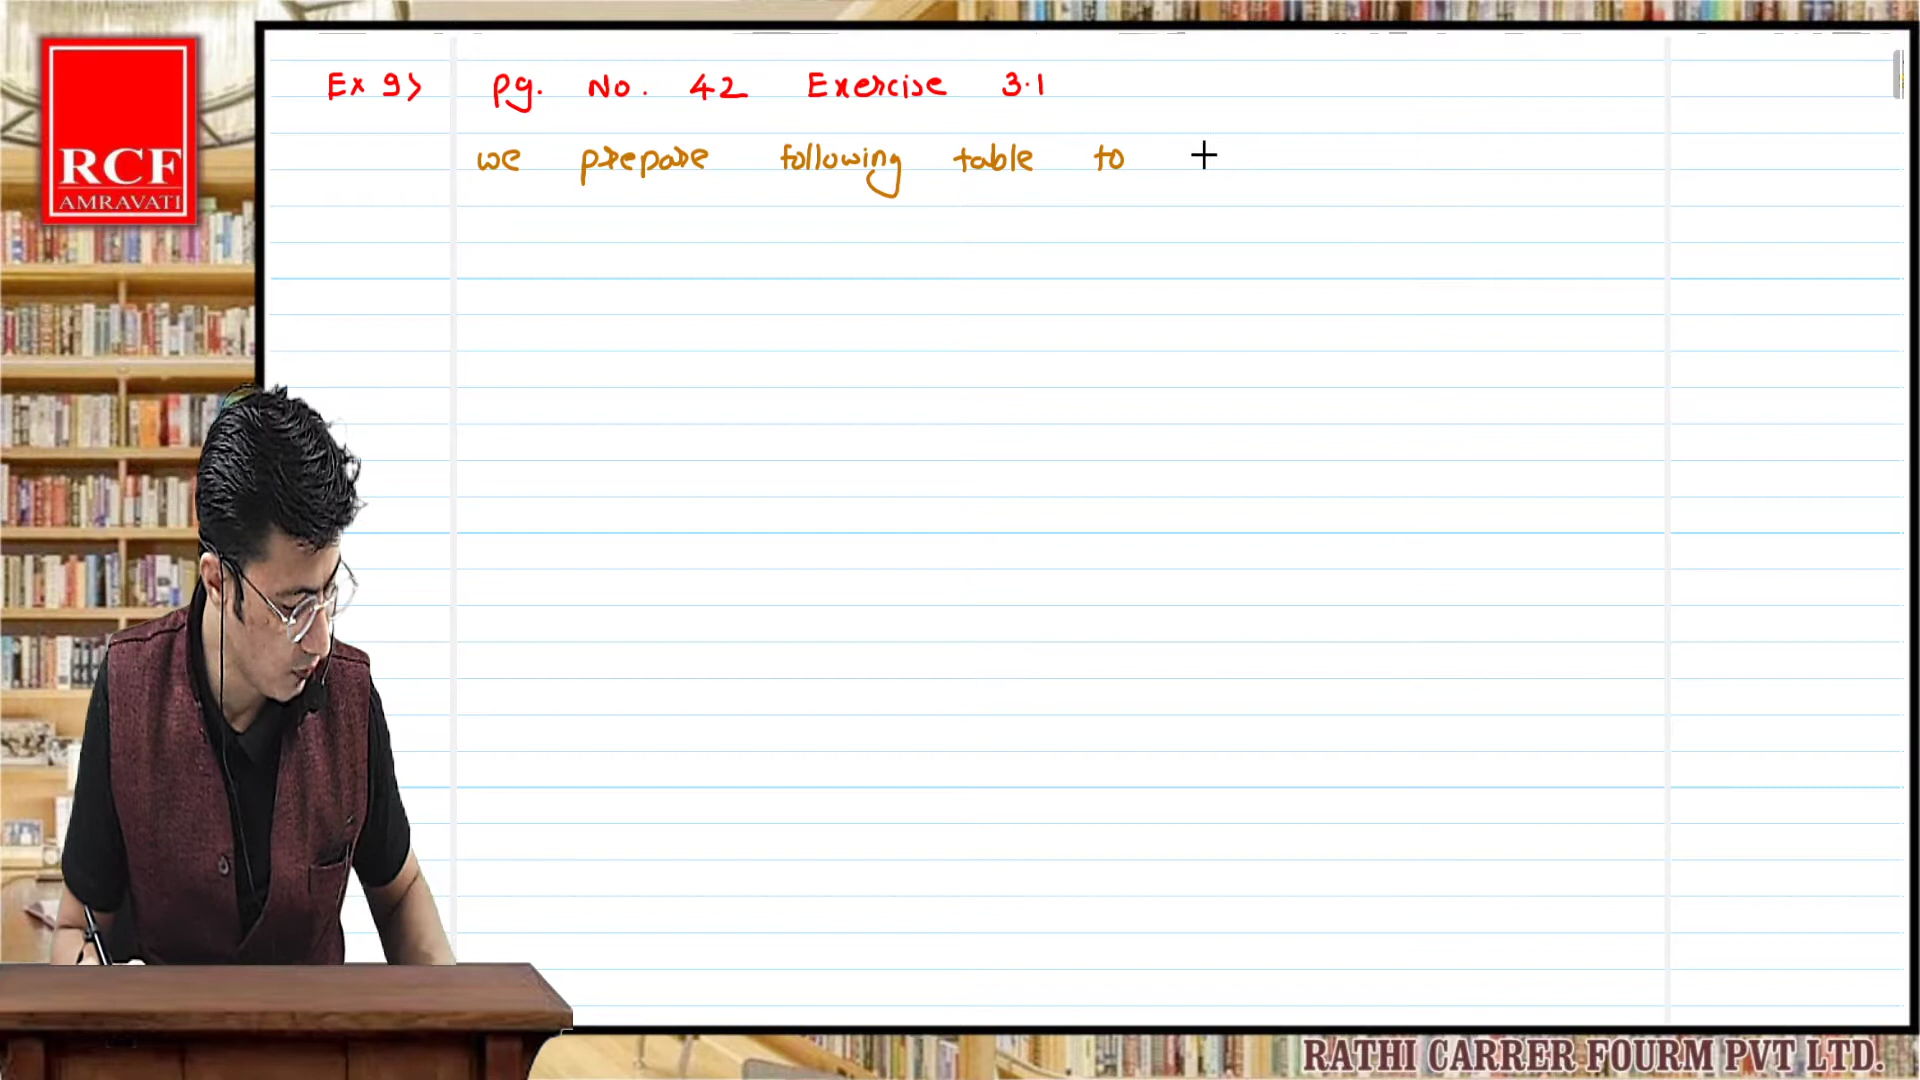 RCF
AMRAVATI
Ex 9> Pg. No. 42 Exercise 3.1
we prepare following table to
RATHI CARRER FOURM PVT LTD.